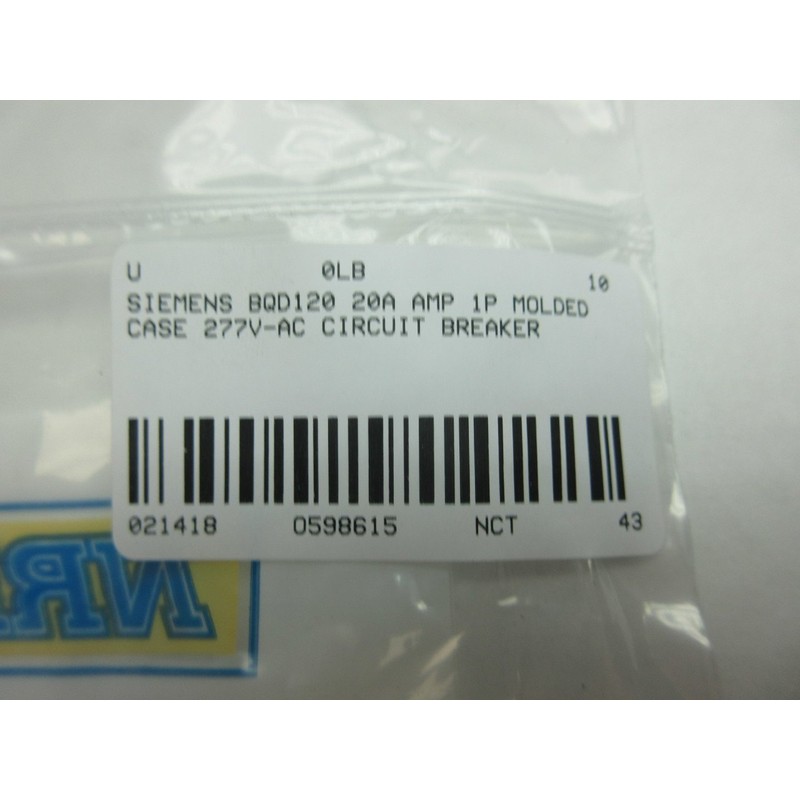 U 0LB 10
SIEMENS BQD120 20A AMP 1P MOLDED
CASE 277V-AC CIRCUIT BREAKER
021418 0598615 NCT 43